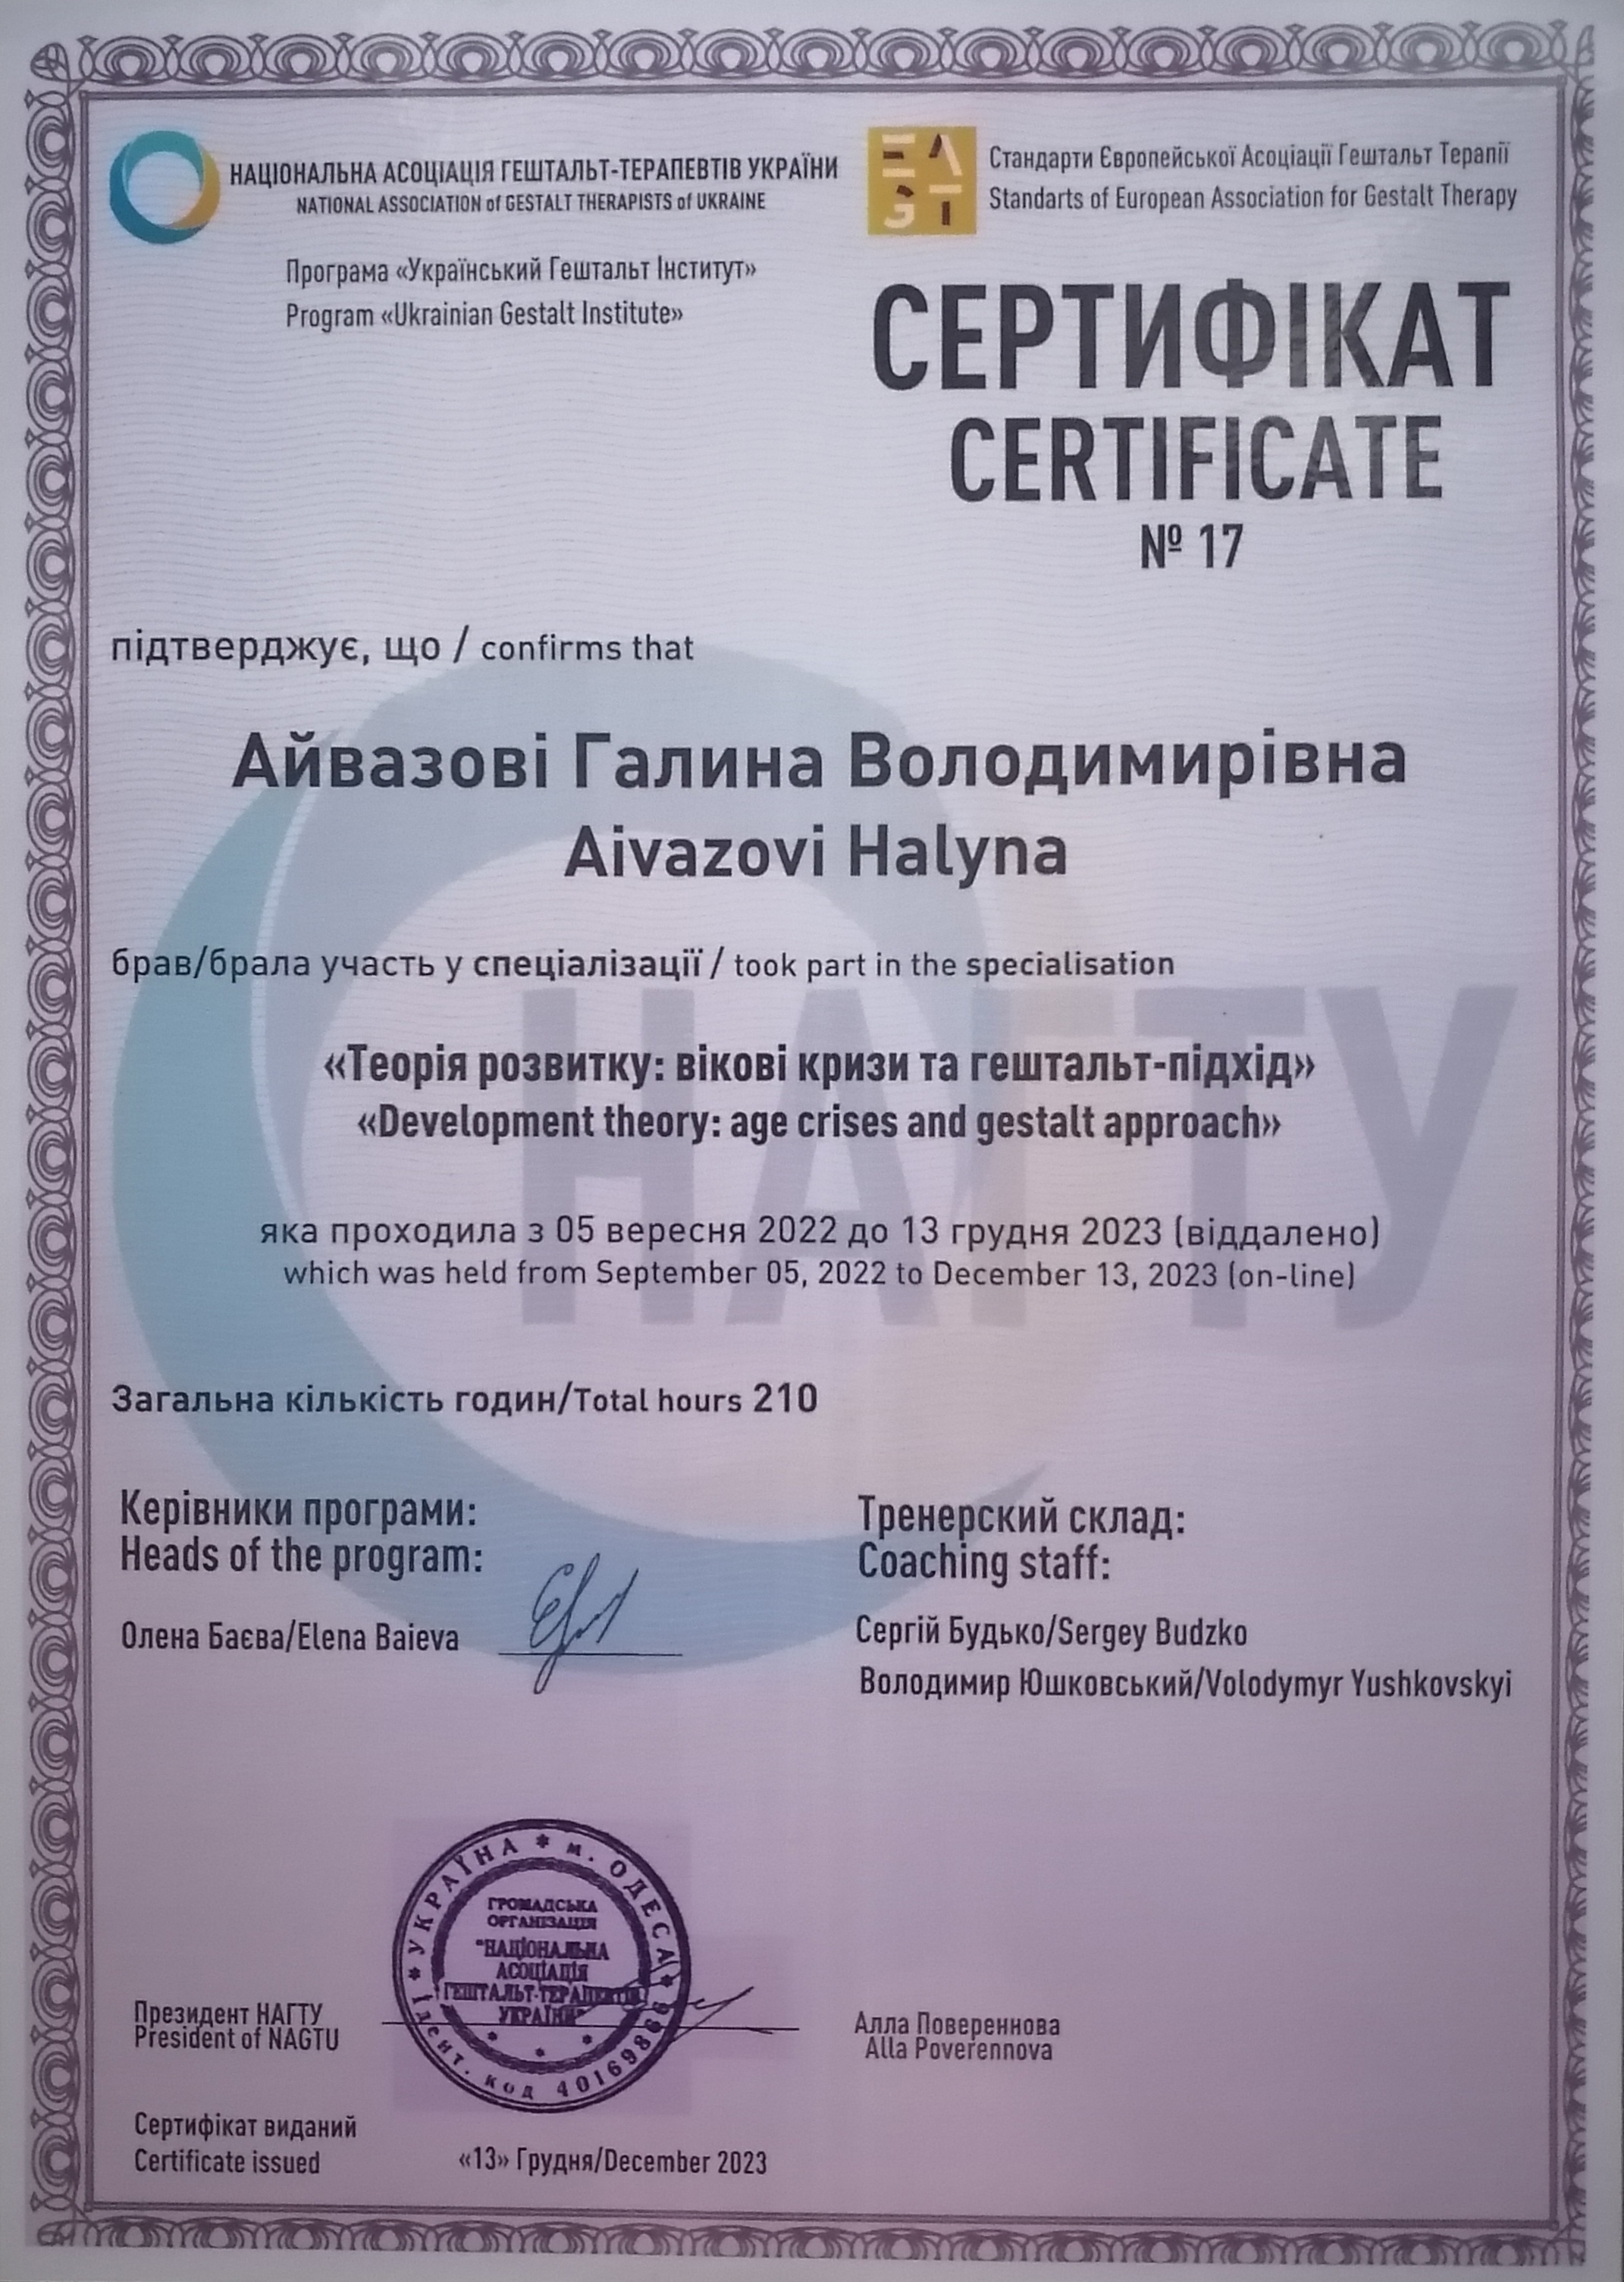 НАЦІОНАЛЬНА АСОЦІАЦІЯ ГЕШТАЛЬТ-ТЕРАПЕВТІВ УКРАЇНИ
NATIONAL ASSOCIATION of GESTALT THERAPISTS of UKRAINE
Програма «Український Гештальт Інститут»
Program «Ukrainian Gestalt Institute»
EA
GT
Стандарти Європейської Асоціації Гештальт Терапії
Standarts of European Association for Gestalt Therapy
СЕРТИФІКАТ
CERTIFICATE
№ 17
підтверджує, що / confirms that
Айвазові Галина Володимирівна
Aivazovi Halyna
брав/брала участь у спеціалізації / took part in the specialisation
НАГТУ
«Теорія розвитку: вікові кризи та гештальт-підхід»
«Development theory: age crises and gestalt approach»
яка проходила з 05 вересня 2022 до 13 грудня 2023 (віддалено)
which was held from September 05, 2022 to December 13, 2023 (on-line)
Загальна кількість годин/Total hours 210
Керівники програми:
Heads of the program:
Олена Баєва/Elena Baieva
Тренерский склад:
Coaching staff:
Сергій Будько/Sergey Budzko
Володимир Юшковський/Volodymyr Yushkovskyi
* УКРАЇНА * м. ОДЕСА *
ГРОМАДСЬКА
ОРГАНІЗАЦІЯ
"НАЦІОНАЛЬНА
АСОЦІАЦІЯ
ГЕШТАЛЬТ-ТЕРАПЕВТІВ
УКРАЇНИ"
Ідент. код
Президент НАГТУ
President of NAGTU
Алла Повереннова
Alla Poverennova
Сертифікат виданий
Certificate issued
«13» Грудня/December 2023